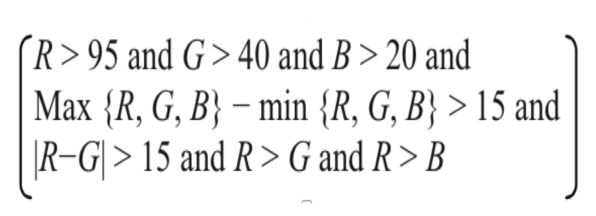 R > 95 and G > 40 and B > 20 and
Max {R, G, B} − min {R, G, B} > 15 and
|R−G| > 15 and R > G and R > B